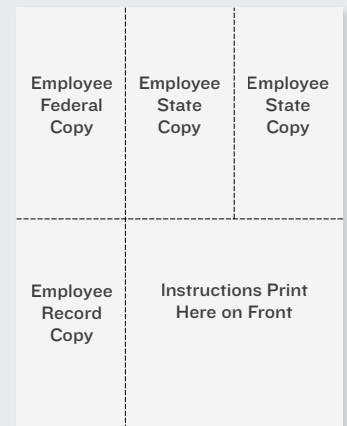 Employee
Federal
Copy
Employee
State
Copy
Employee
State
Copy
Employee
Record
Copy
Instructions Print
Here on Front